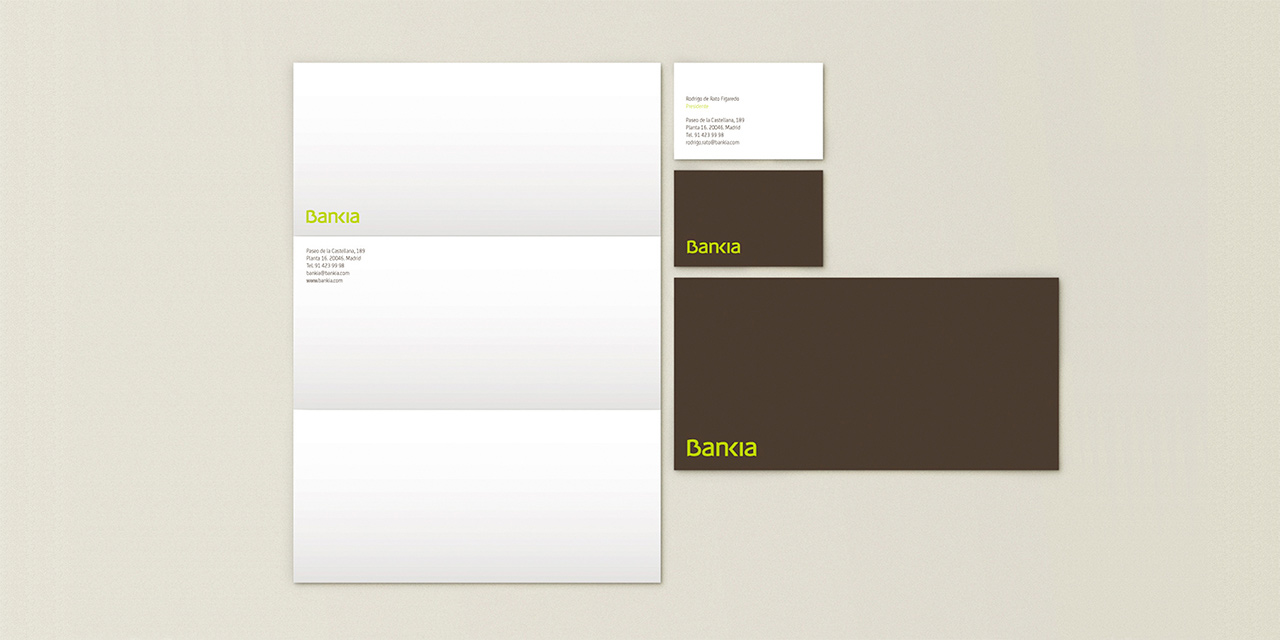 Bankia
Paseo de la Castellana, 189
Planta 16. 20046. Madrid
Tel. 91 423 99 98
bankia@bankia.com
www.bankia.com
Rodrigo de Rato Figaredo
Presidente
Paseo de la Castellana, 189
Planta 16. 20046. Madrid
Tel. 91 423 99 98
rodrigo.rato@bankia.com
Bankia
Bankia